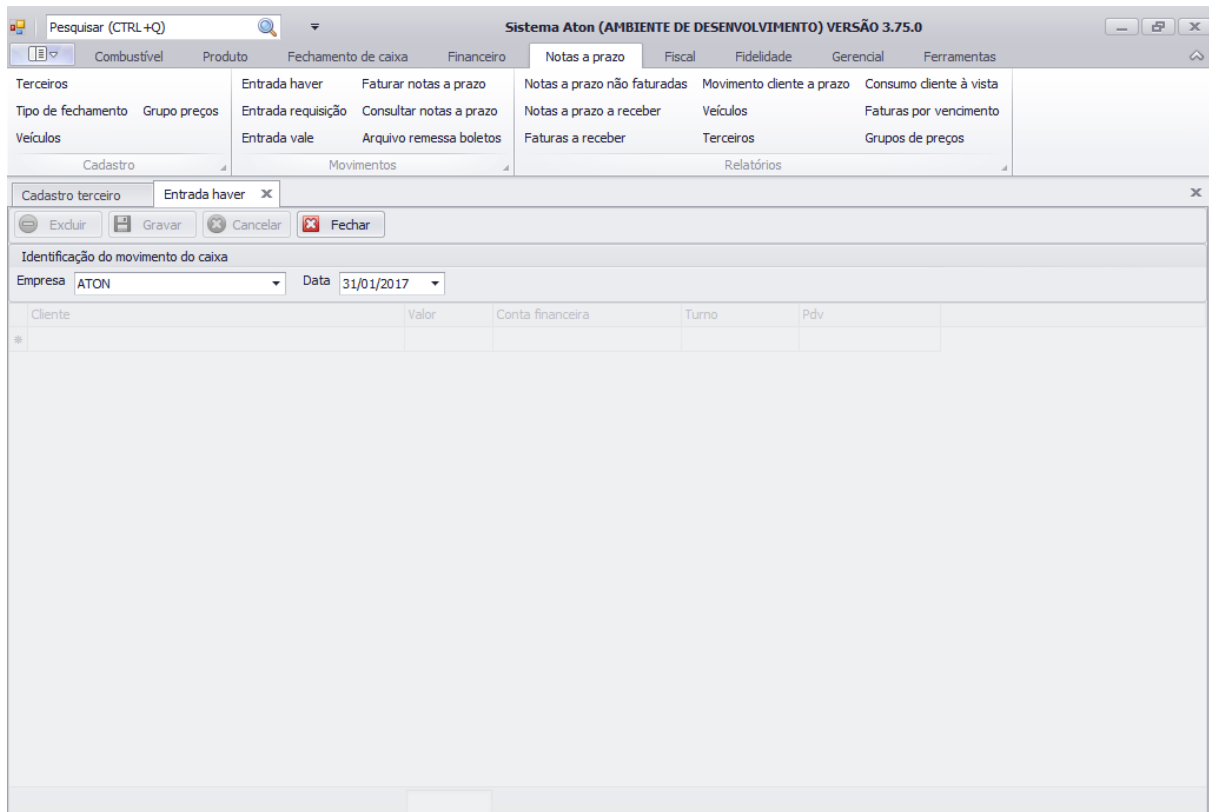 Pesquisar (CTRL+Q) Sistema Aton (AMBIENTE DE DESENVOLVIMENTO) VERSÃO 3.75.0
Combustível Produto Fechamento de caixa Financeiro Notas a prazo Fiscal Fidelidade Gerencial Ferramentas
Terceiros Entrada haver Faturar notas a prazo Notas a prazo não faturadas Movimento cliente a prazo Consumo cliente à vista
Tipo de fechamento Grupo preços Entrada requisição Consultar notas a prazo Notas a prazo a receber Veículos Faturas por vencimento
Veículos Entrada vale Arquivo remessa boletos Faturas a receber Terceiros Grupos de preços
Cadastro Movimentos Relatórios
Cadastro terceiro Entrada haver
Excluir Gravar Cancelar Fechar
Identificação do movimento do caixa
Empresa ATON Data 31/01/2017
Cliente Valor Conta financeira Turno Pdv